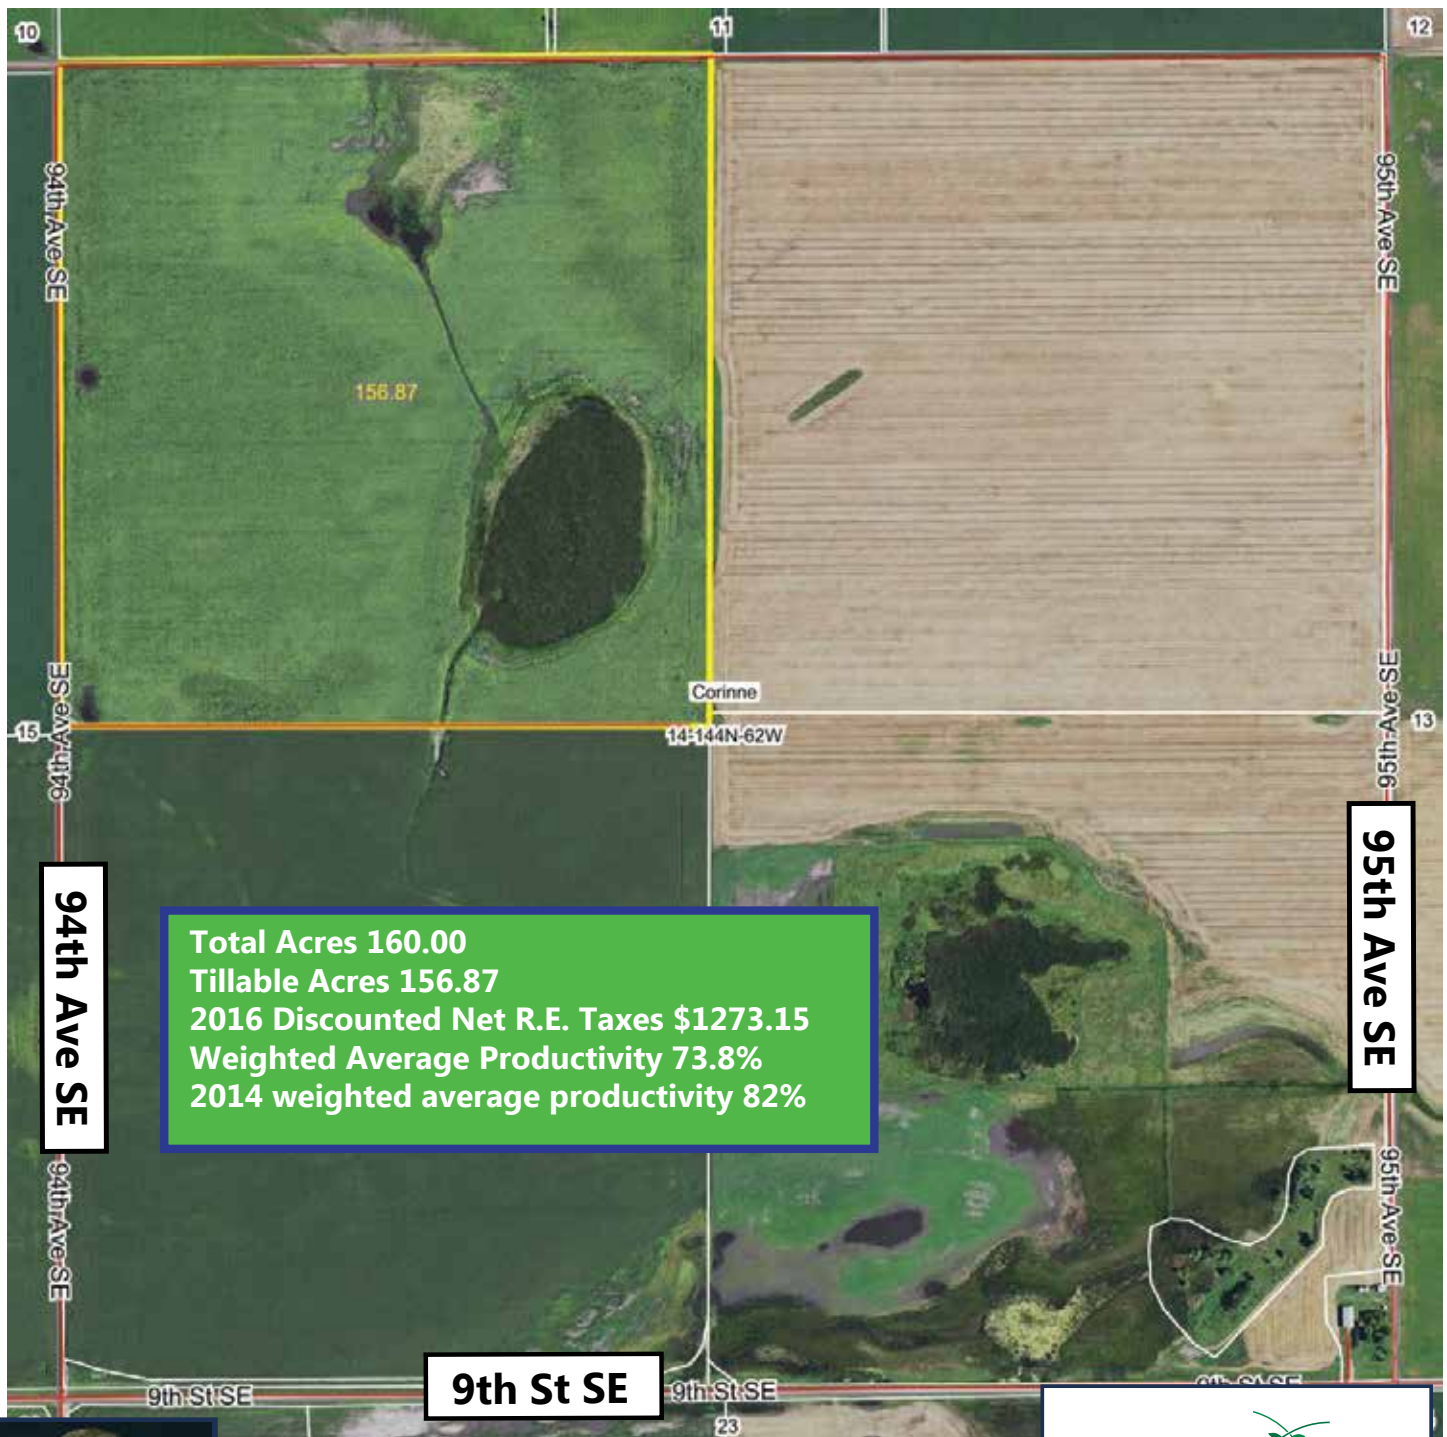 10
11
12
94th Ave SE
95th Ave SE
156.87
Corinne
14-144N-62W
15
94th Ave SE
95th Ave SE
13
94th Ave SE
95th Ave SE
Total Acres 160.00
Tillable Acres 156.87
2016 Discounted Net R.E. Taxes $1273.15
Weighted Average Productivity 73.8%
2014 weighted average productivity 82%
94th Ave SE
95th Ave SE
9th St SE
9th St SE
9th St SE
9th St SE
23